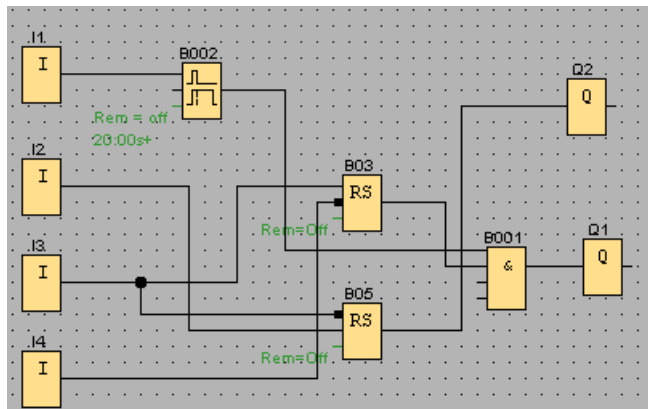 I1
I
B002
Rem = off
20:00s+
Q2
Q
I2
I
B03
RS
Rem=Off
I3
I
B001
&
Q1
Q
B05
RS
Rem=Off
I4
I